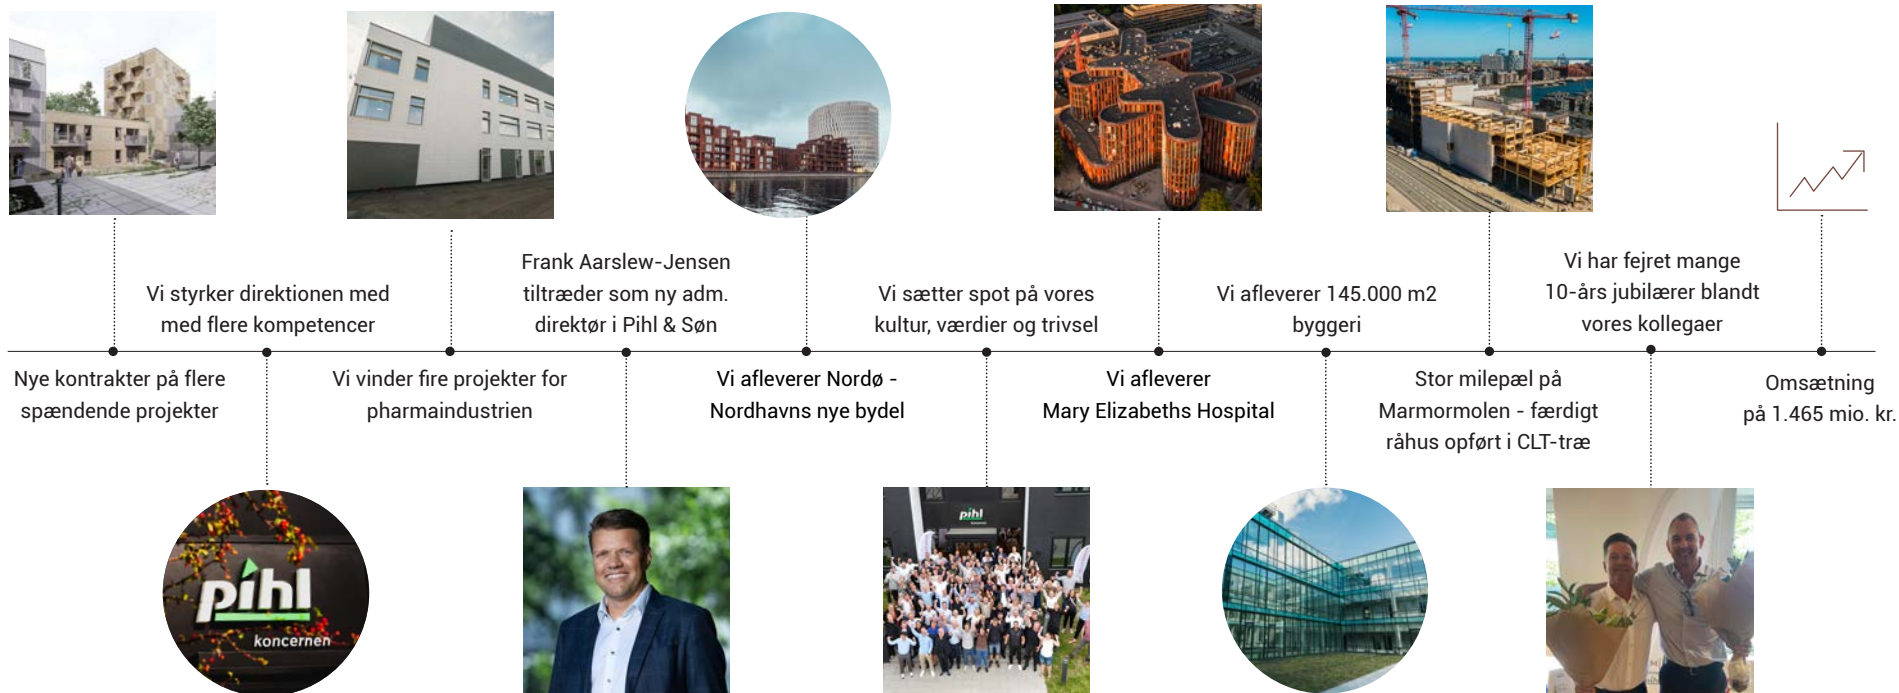 Nye kontrakter på flere
spændende projekter
Vi styrker direktionen med
med flere kompetencer
Vi vinder fire projekter for
pharmaindustrien
Frank Aarslew-Jensen
tiltræder som ny adm.
direktør i Pihl & Søn
Vi afleverer Nordø -
Nordhavns nye bydel
Vi sætter spot på vores
kultur, værdier og trivsel
Vi afleverer
Mary Elizabeths Hospital
Vi afleverer 145.000 m2
byggeri
Stor milepæl på
Marmormolen - færdigt
råhus opført i CLT-træ
Vi har fejret mange
10-års jubilærer blandt
vores kollegaer
Omsætning
på 1.465 mio. kr.
pihl
koncernen
pihl
koncernen